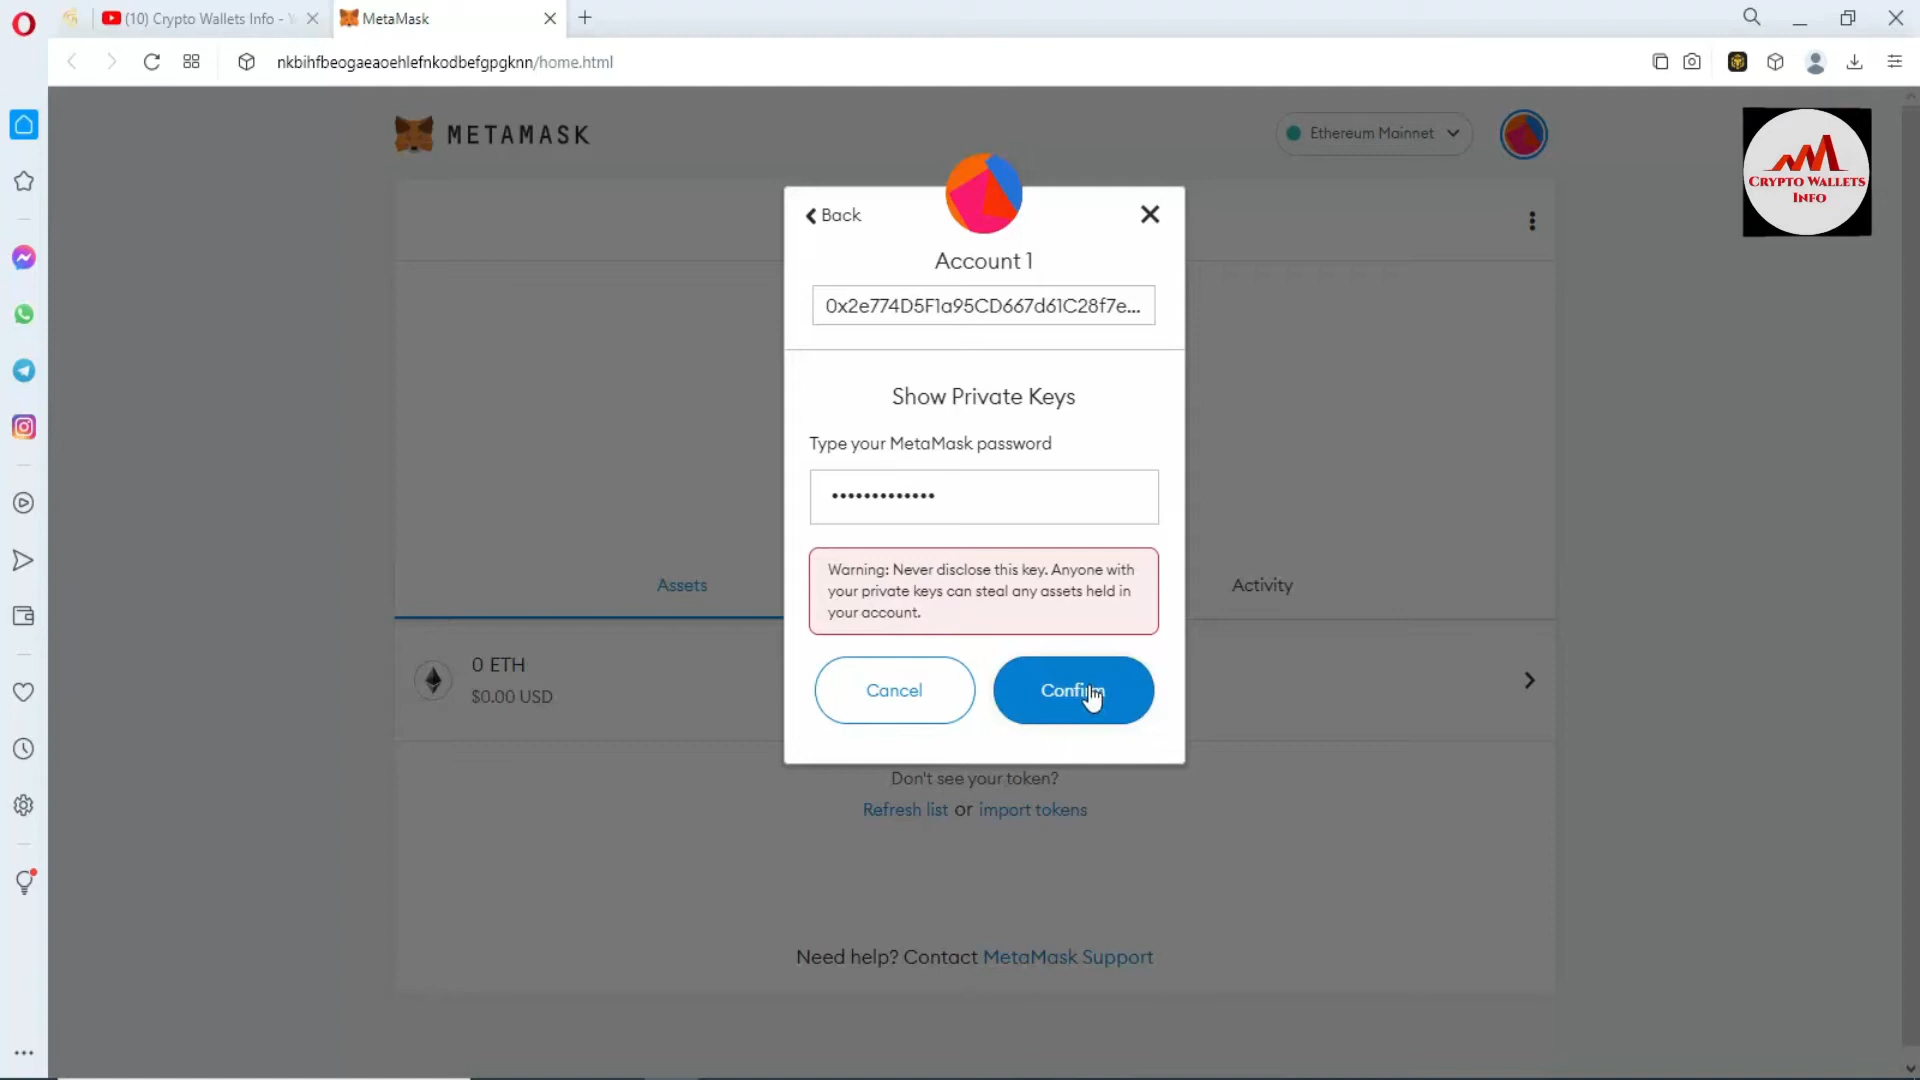 (10) Crypto Wallets Info -
MetaMask
nkbihfbeogaeaoehlefnkodbefgpgknn/home.html
METAMASK
Ethereum Mainnet
CRYPTO WALLETS
INFO
Back
Account 1
0x2e774D5F1a95CD667d61C28f7e...
Show Private Keys
Type your MetaMask password
Warning: Never disclose this key. Anyone with
your private keys can steal any assets held in
your account.
Assets
Activity
0 ETH
$0.00 USD
Cancel
Confirm
Don't see your token?
Refresh list or import tokens
Need help? Contact MetaMask Support